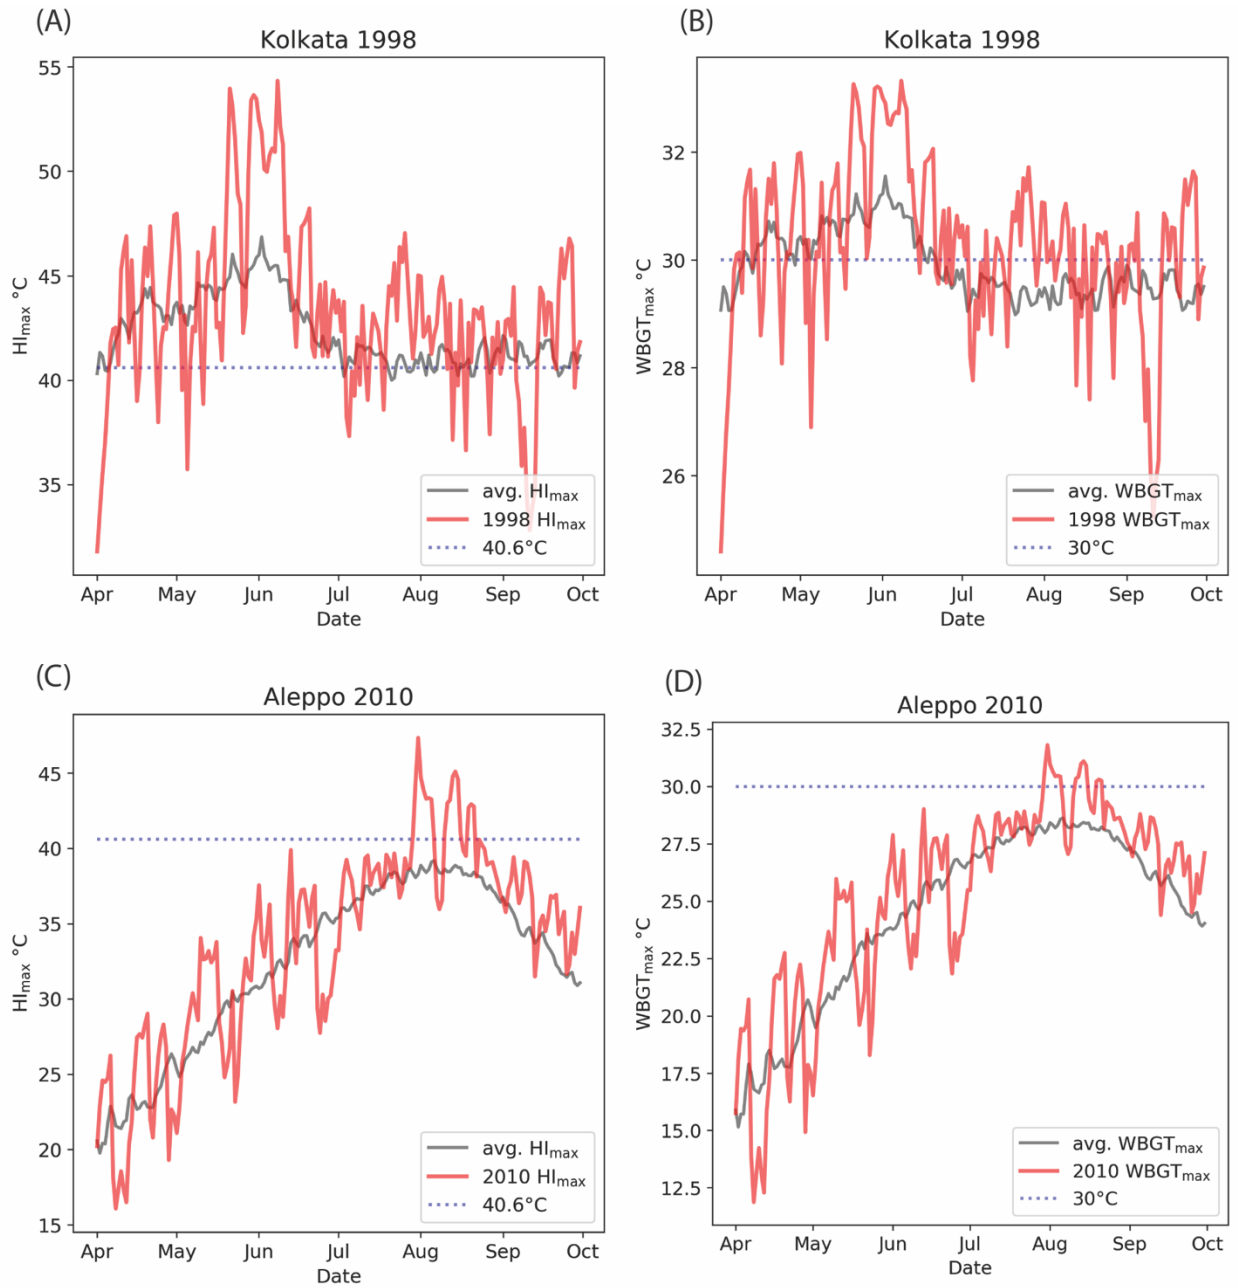 (A)
Kolkata 1998
55
50
45
40
35
HImax °C
Apr May Jun Jul Aug Sep Oct
Date
avg. HImax
1998 HImax
40.6°C
(B)
Kolkata 1998
32
30
28
26
WBGTmax °C
Apr May Jun Jul Aug Sep Oct
Date
avg. WBGTmax
1998 WBGTmax
30°C
(C)
Aleppo 2010
45
40
35
30
25
20
15
HImax °C
Apr May Jun Jul Aug Sep Oct
Date
avg. HImax
2010 HImax
40.6°C
(D)
Aleppo 2010
32.5
30.0
27.5
25.0
22.5
20.0
17.5
15.0
12.5
WBGTmax °C
Apr May Jun Jul Aug Sep Oct
Date
avg. WBGTmax
2010 WBGTmax
30°C